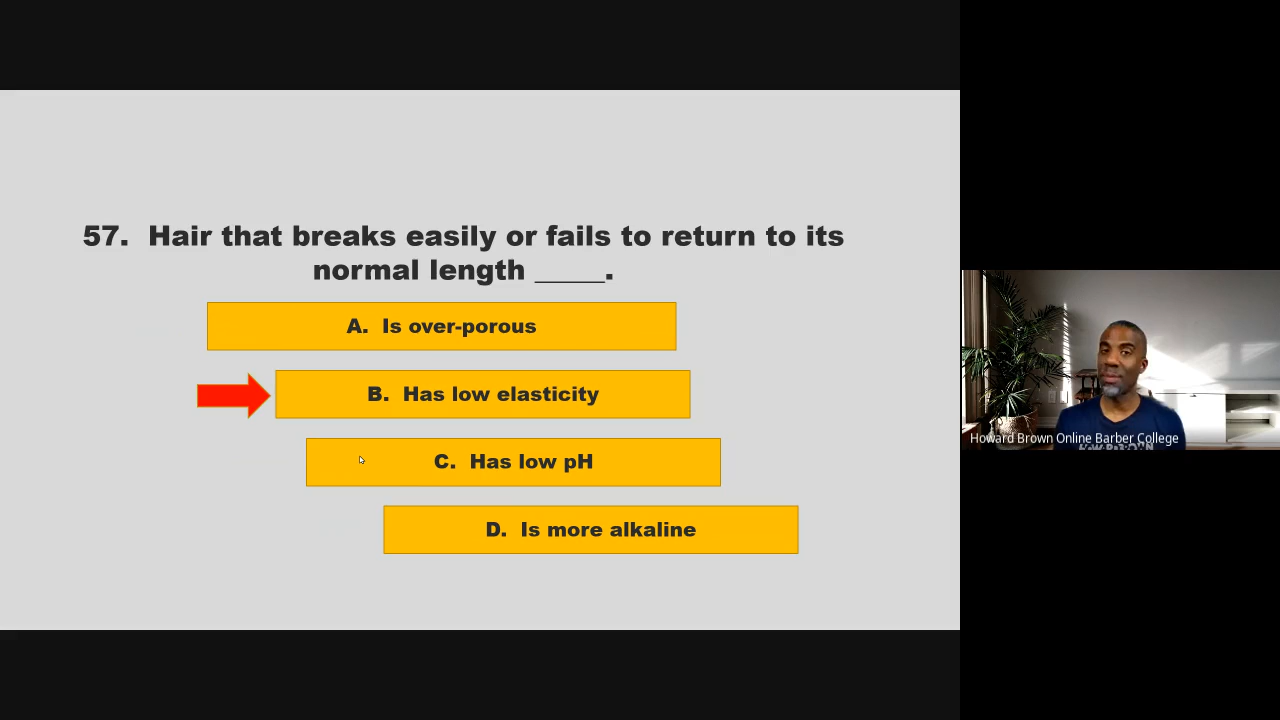 57. Hair that breaks easily or fails to return to its
normal length _____.
A. Is over-porous
B. Has low elasticity
C. Has low pH
D. Is more alkaline
Howard Brown Online Barber College